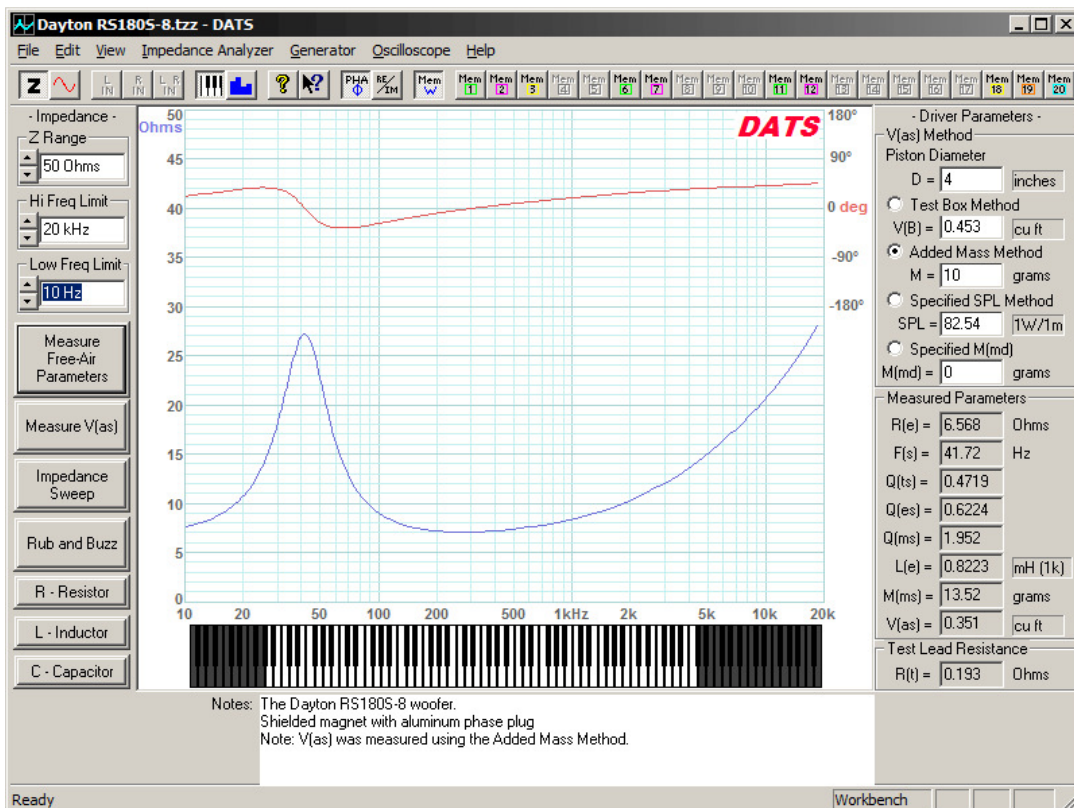 Dayton RS180S-8.tzz - DATS
File Edit View Impedance Analyzer Generator Oscilloscope Help
Z L IN R IN L R IN ? ? PHA Φ RE/IM Mem W Mem 1 Mem 2 Mem 3 Mem [4] Mem [5] Mem 6 Mem 7 Mem [8] Mem [9] Mem [10] Mem 11 Mem 12 Mem [13] Mem [14] Mem [15] Mem [16] Mem [17] Mem 18 Mem 19 Mem 20
- Impedance -
Z Range
50 Ohms
Hi Freq Limit
20 kHz
Low Freq Limit
10 Hz
Measure
Free-Air
Parameters
Measure V(as)
Impedance
Sweep
Rub and Buzz
R - Resistor
L - Inductor
C - Capacitor
DATS
50
Ohms
45
40
35
30
25
20
15
10
5
0
180°
90°
0 deg
-90°
-180°
10 20 50 100 200 500 1kHz 2k 5k 10k 20k
- Driver Parameters -
V(as) Method
Piston Diameter
D = 4 inches
Test Box Method
V(B) = 0.453 cu ft
Added Mass Method
M = 10 grams
Specified SPL Method
SPL = 82.54 1W/1m
Specified M(md)
M(md) = 0 grams
Measured Parameters
R(e) = 6.568 Ohms
F(s) = 41.72 Hz
Q(ts) = 0.4719
Q(es) = 0.6224
Q(ms) = 1.952
L(e) = 0.8223 mH (1k)
M(ms) = 13.52 grams
V(as) = 0.351 cu ft
Test Lead Resistance
R(t) = 0.193 Ohms
Notes: The Dayton RS180S-8 woofer.
Shielded magnet with aluminum phase plug
Note: V(as) was measured using the Added Mass Method.
Ready Workbench